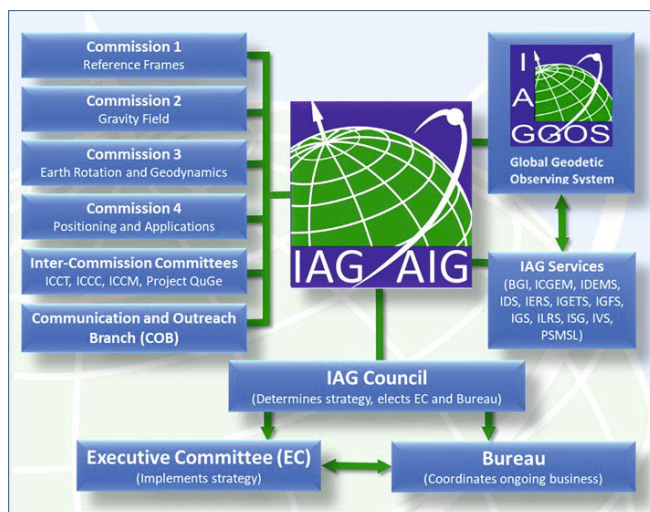 Commission 1
Reference Frames
Commission 2
Gravity Field
Commission 3
Earth Rotation and Geodynamics
Commission 4
Positioning and Applications
Inter-Commission Committees
ICCT, ICCC, ICCM, Project QuGe
Communication and Outreach
Branch (COB)
IAG AIG
I
A
GGOS
Global Geodetic
Observing System
IAG Services
(BGI, ICGEM, IDEMS,
IDS, IERS, IGETS, IGFS,
IGS, ILRS, ISG, IVS,
PSMSL)
IAG Council
(Determines strategy, elects EC and Bureau)
Executive Committee (EC)
(Implements strategy)
Bureau
(Coordinates ongoing business)